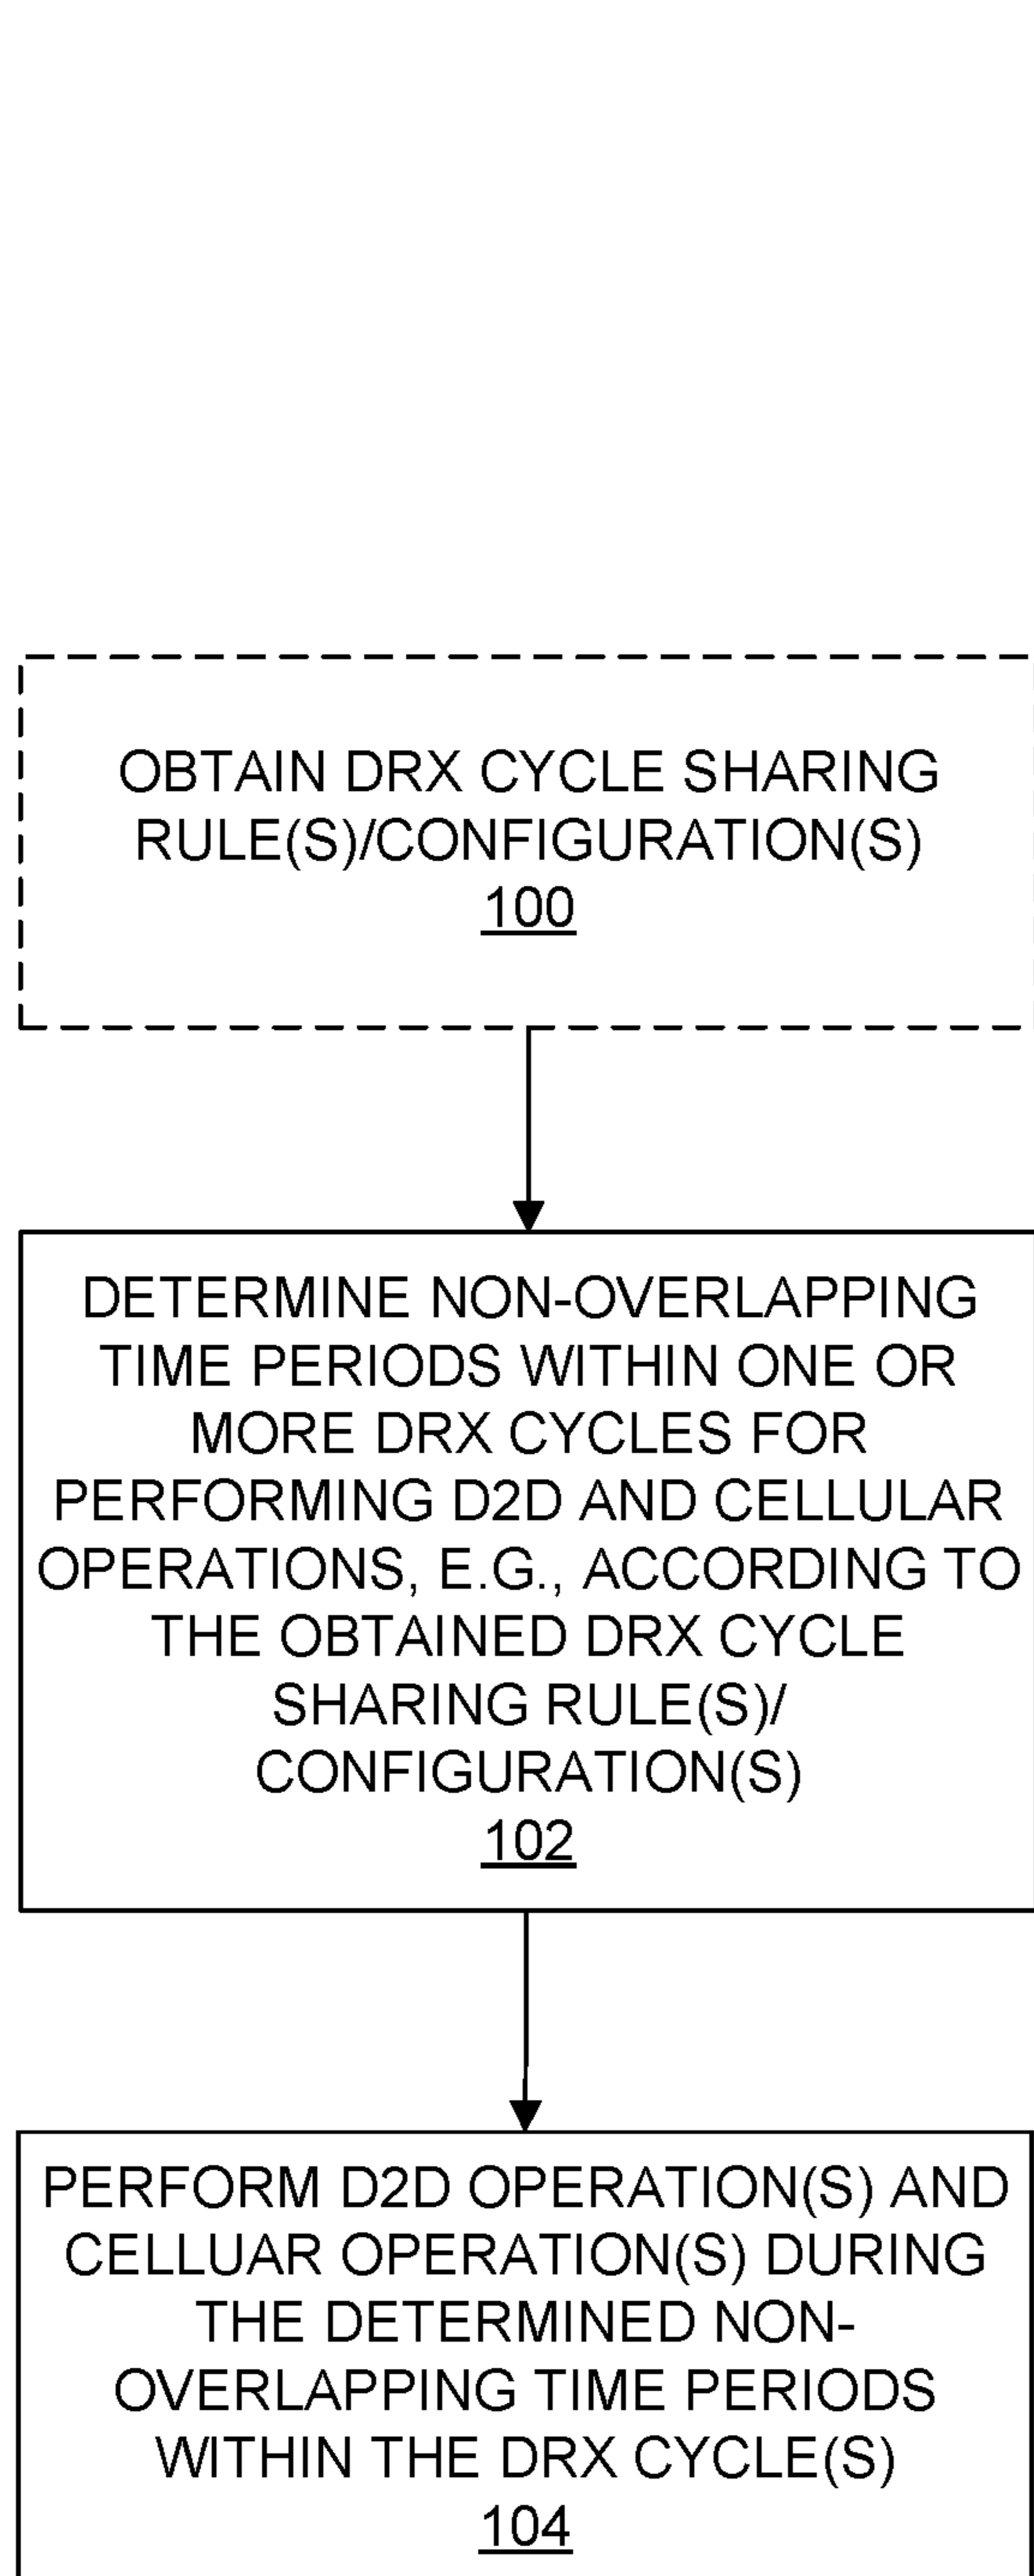 OBTAIN DRX CYCLE SHARING
RULE(S)/CONFIGURATION(S)
100
DETERMINE NON-OVERLAPPING
TIME PERIODS WITHIN ONE OR
MORE DRX CYCLES FOR
PERFORMING D2D AND CELLULAR
OPERATIONS, E.G., ACCORDING TO
THE OBTAINED DRX CYCLE
SHARING RULE(S)/
CONFIGURATION(S)
102
PERFORM D2D OPERATION(S) AND
CELLUAR OPERATION(S) DURING
THE DETERMINED NON-
OVERLAPPING TIME PERIODS
WITHIN THE DRX CYCLE(S)
104